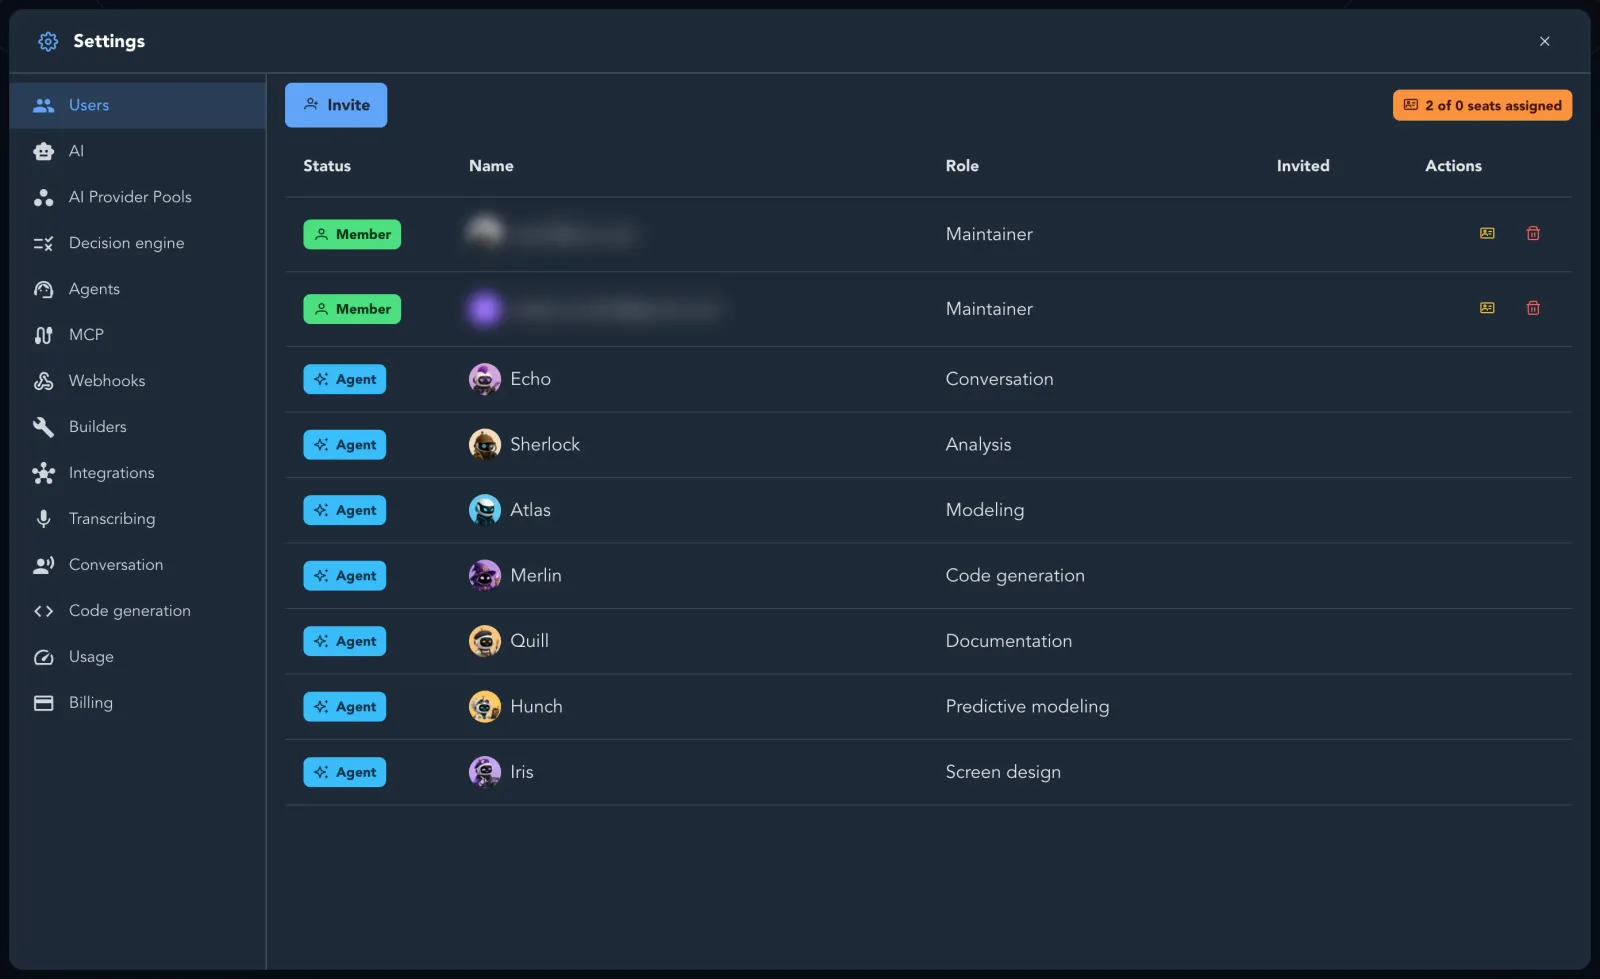 Settings
Users
AI
AI Provider Pools
Decision engine
Agents
MCP
Webhooks
Builders
Integrations
Transcribing
Conversation
Code generation
Usage
Billing
Invite
2 of 0 seats assigned
Status Name Role Invited Actions
Member Maintainer
Member Maintainer
Agent Echo Conversation
Agent Sherlock Analysis
Agent Atlas Modeling
Agent Merlin Code generation
Agent Quill Documentation
Agent Hunch Predictive modeling
Agent Iris Screen design